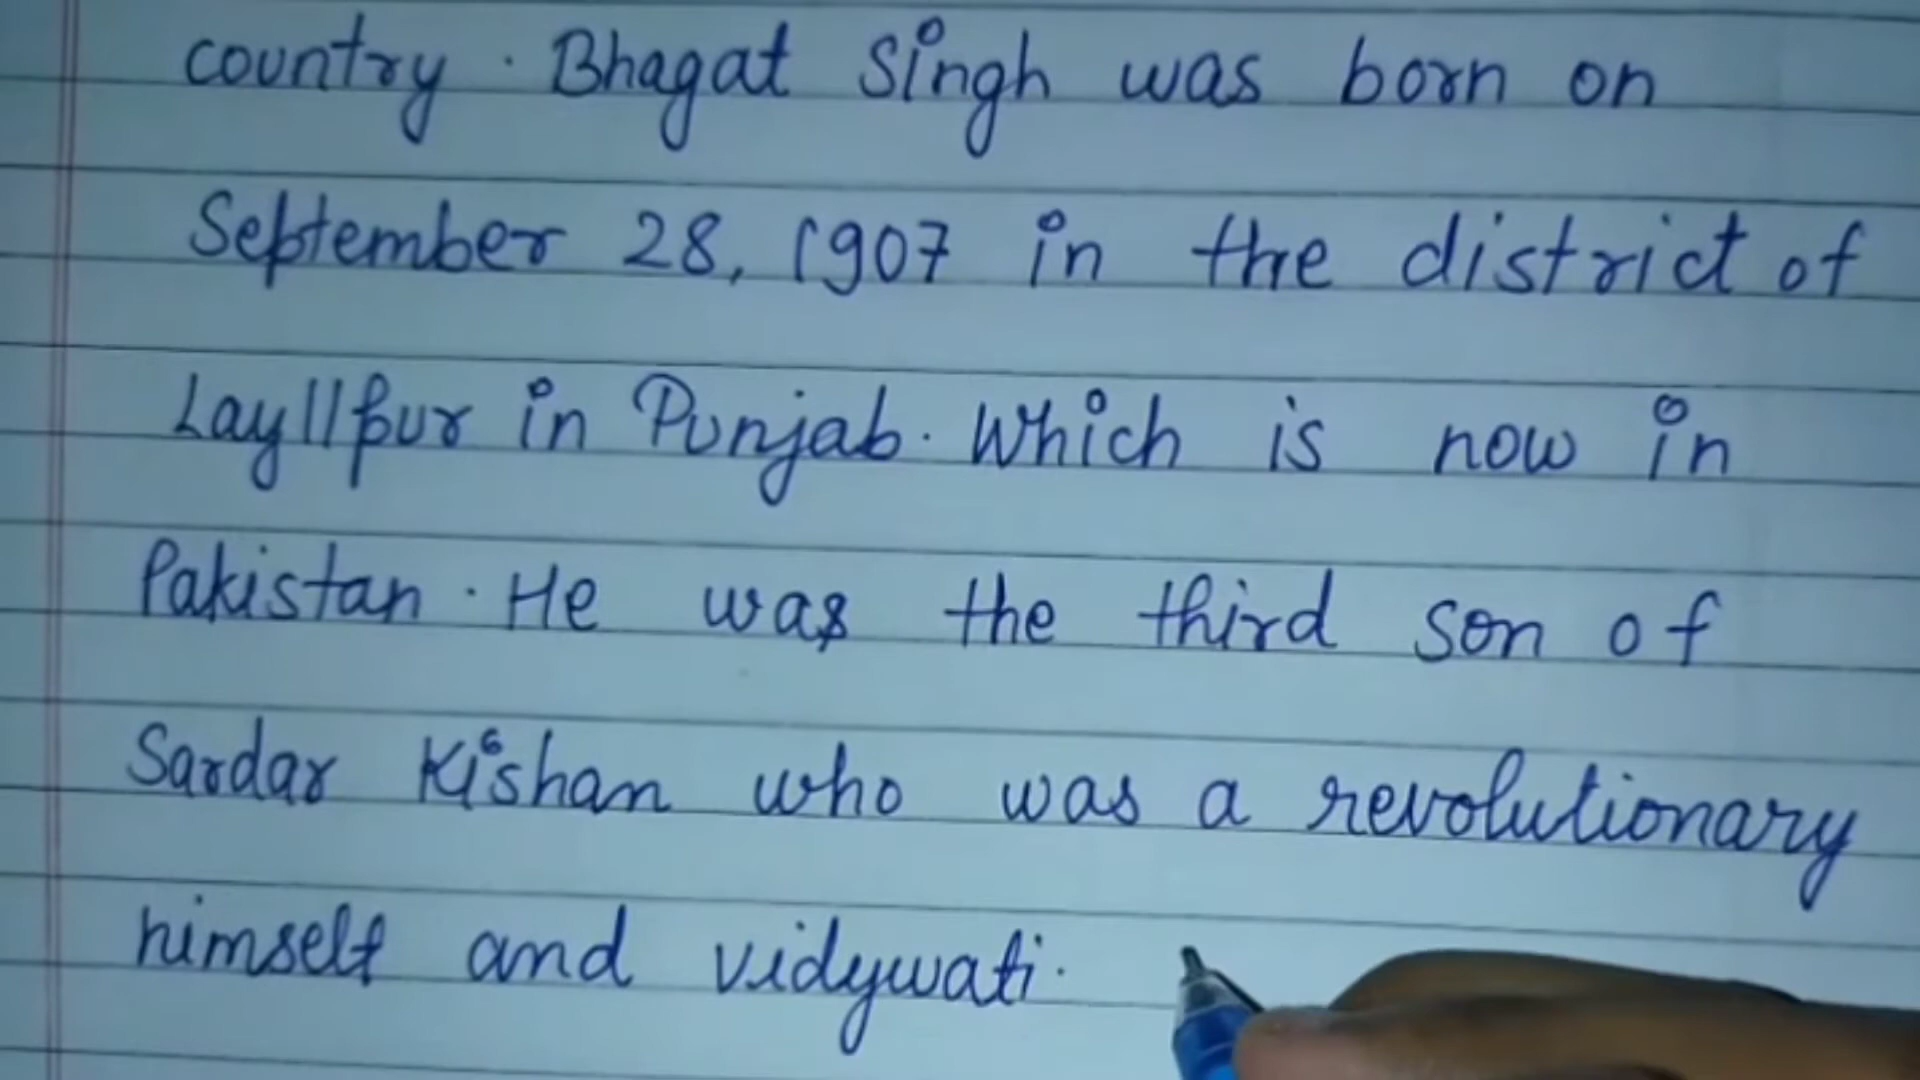 country. Bhagat Singh was born on
September 28, 1907 in the district of
Layllpur in Punjab. Which is now in
Pakistan. He was the third son of
Sardar Kishan who was a revolutionary
himself and vidywati.